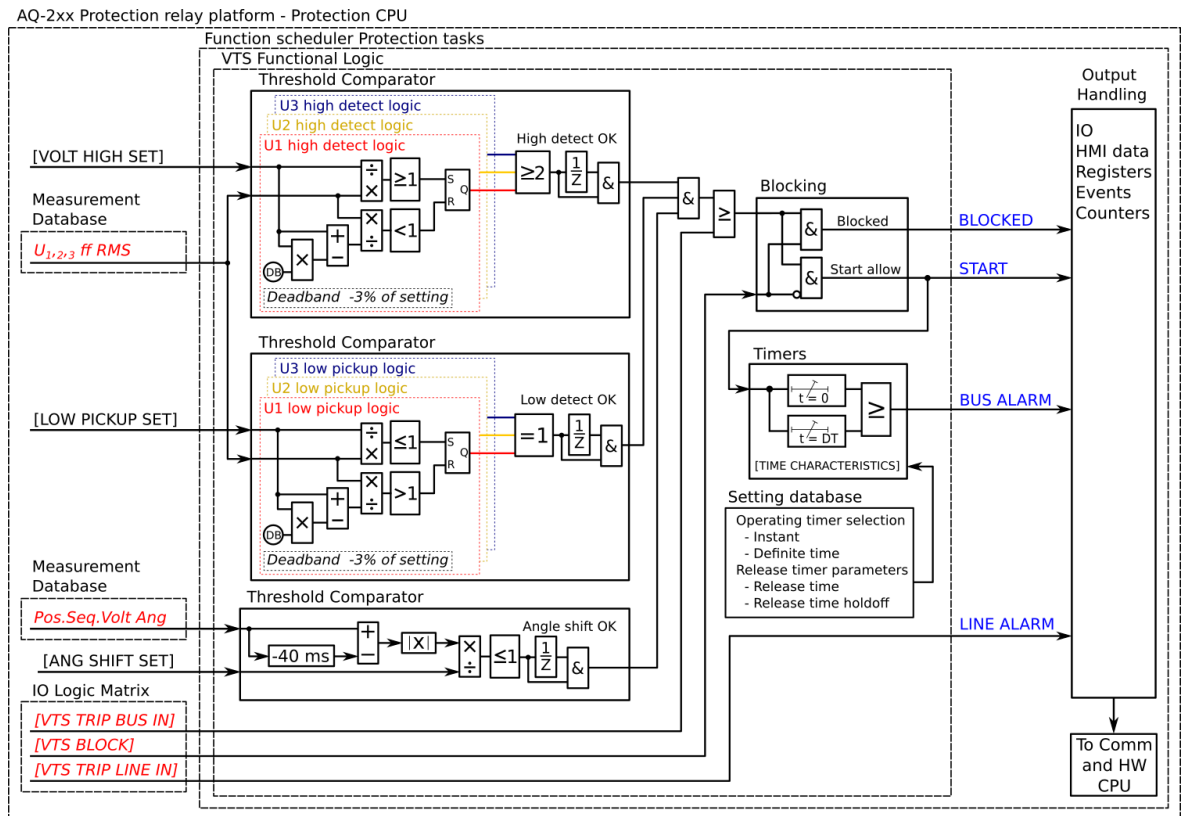 AQ-2xx Protection relay platform - Protection CPU
Function scheduler Protection tasks
VTS Functional Logic
Threshold Comparator
U3 high detect logic
U2 high detect logic
U1 high detect logic
High detect OK
[VOLT HIGH SET]
÷
×
≥1
S
Q
R
≥2
1
Z
&
Measurement
Database
U1,2,3 ff RMS
×
÷
<1
+
−
×
DB
Deadband -3% of setting
&
≥
Blocking
&
Blocked
&
Start allow
BLOCKED
START
Output
Handling
IO
HMI data
Registers
Events
Counters
Threshold Comparator
U3 low pickup logic
U2 low pickup logic
U1 low pickup logic
Low detect OK
[LOW PICKUP SET]
÷
×
≤1
S
Q
R
=1
1
Z
&
×
÷
>1
+
−
×
DB
Deadband -3% of setting
Timers
t = 0
t = DT
≥
[TIME CHARACTERISTICS]
BUS ALARM
Setting database
Operating timer selection
- Instant
- Definite time
Release timer parameters
- Release time
- Release time holdoff
Measurement
Database
Pos.Seq.Volt Ang
Threshold Comparator
Angle shift OK
-40 ms
+
−
|X|
×
÷
≤1
1
Z
&
[ANG SHIFT SET]
LINE ALARM
IO Logic Matrix
[VTS TRIP BUS IN]
[VTS BLOCK]
[VTS TRIP LINE IN]
To Comm
and HW
CPU